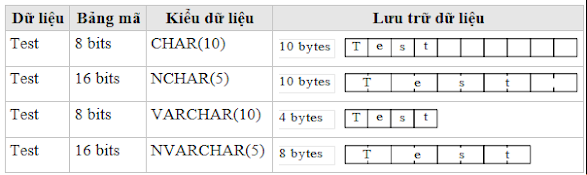 Dữ liệu Bảng mã Kiểu dữ liệu Lưu trữ dữ liệu
Test 8 bits CHAR(10) 10 bytes T e s t
Test 16 bits NCHAR(5) 10 bytes T e s t
Test 8 bits VARCHAR(10) 4 bytes T e s t
Test 16 bits NVARCHAR(5) 8 bytes T e s t